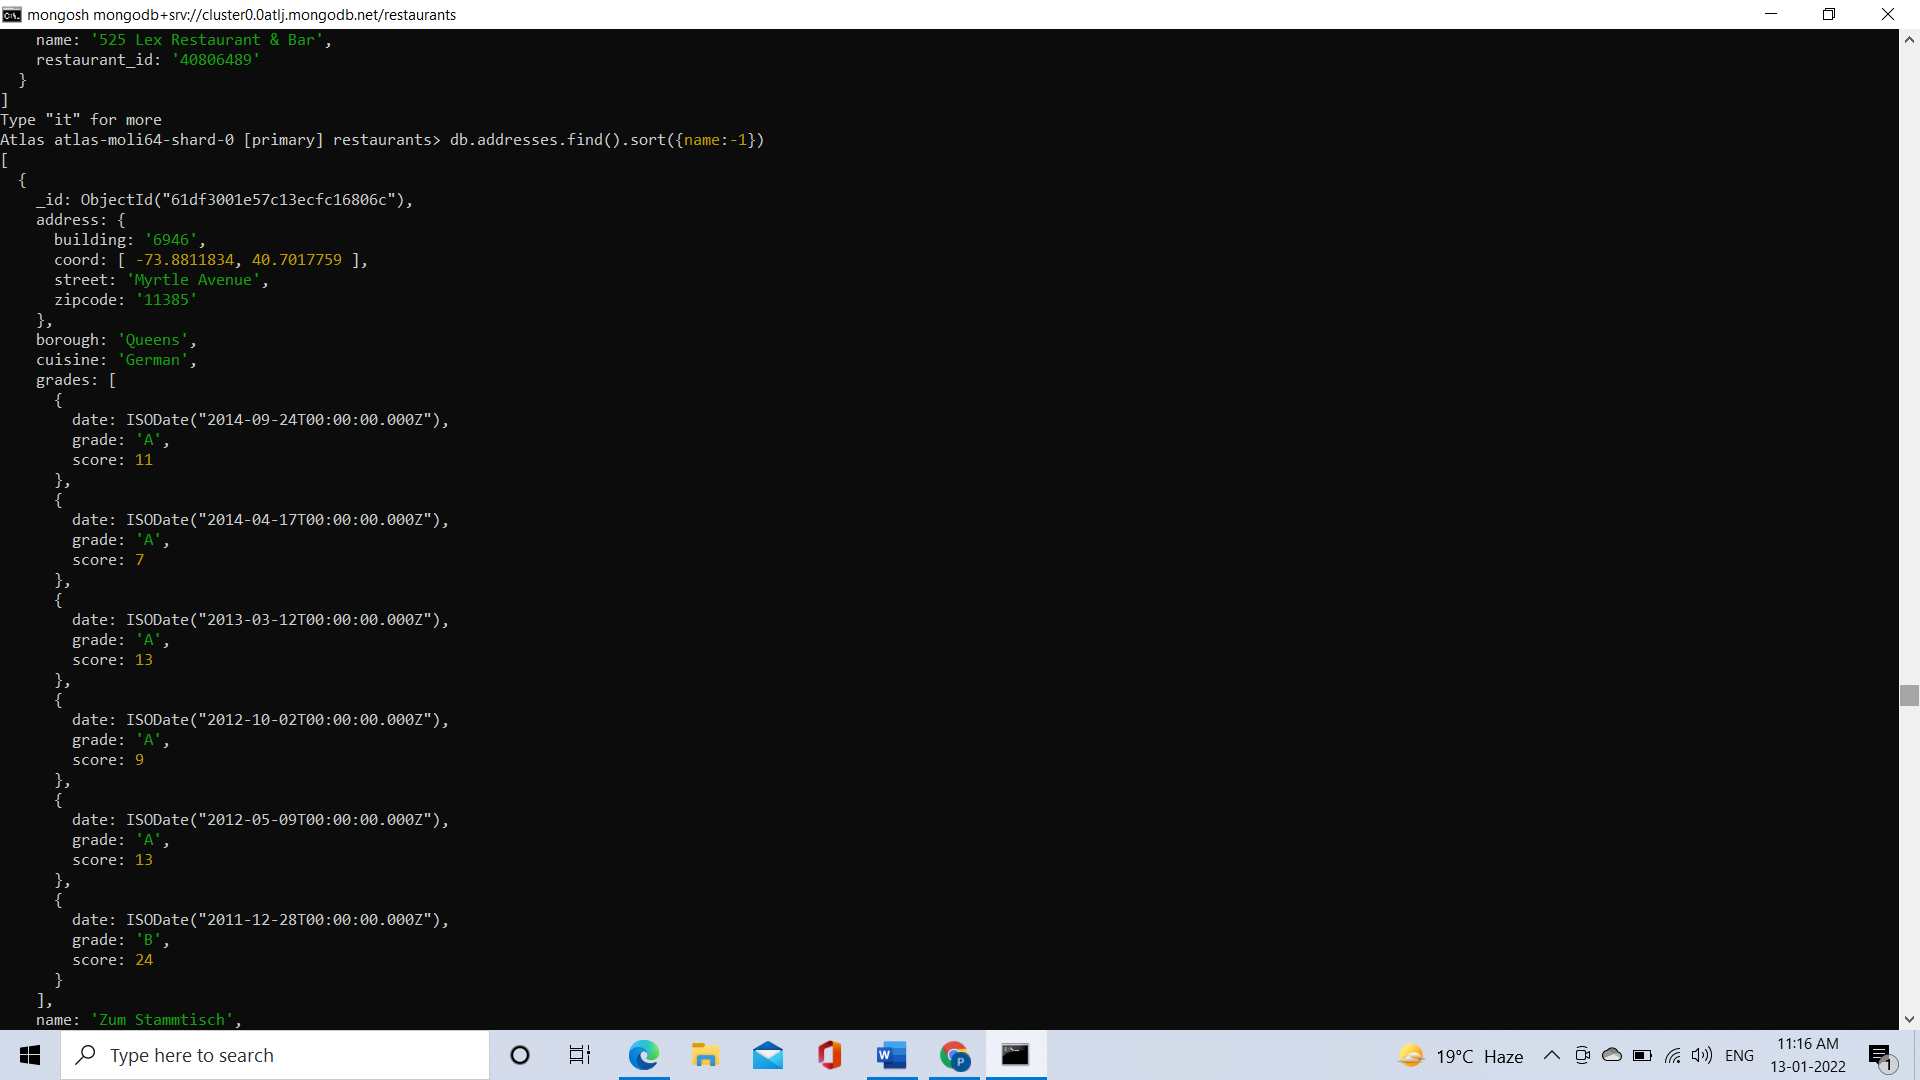 mongosh mongodb+srv://cluster0.0atlj.mongodb.net/restaurants
    name: '525 Lex Restaurant & Bar',
    restaurant_id: '40806489'
  }
]
Type "it" for more
Atlas atlas-moli64-shard-0 [primary] restaurants> db.addresses.find().sort({name:-1})
[
  {
    _id: ObjectId("61df3001e57c13ecfc16806c"),
    address: {
      building: '6946',
      coord: [ -73.8811834, 40.7017759 ],
      street: 'Myrtle Avenue',
      zipcode: '11385'
    },
    borough: 'Queens',
    cuisine: 'German',
    grades: [
      {
        date: ISODate("2014-09-24T00:00:00.000Z"),
        grade: 'A',
        score: 11
      },
      {
        date: ISODate("2014-04-17T00:00:00.000Z"),
        grade: 'A',
        score: 7
      },
      {
        date: ISODate("2013-03-12T00:00:00.000Z"),
        grade: 'A',
        score: 13
      },
      {
        date: ISODate("2012-10-02T00:00:00.000Z"),
        grade: 'A',
        score: 9
      },
      {
        date: ISODate("2012-05-09T00:00:00.000Z"),
        grade: 'A',
        score: 13
      },
      {
        date: ISODate("2011-12-28T00:00:00.000Z"),
        grade: 'B',
        score: 24
      }
    ],
    name: 'Zum Stammtisch',
Type here to search
19°C Haze
ENG
11:16 AM
13-01-2022
1